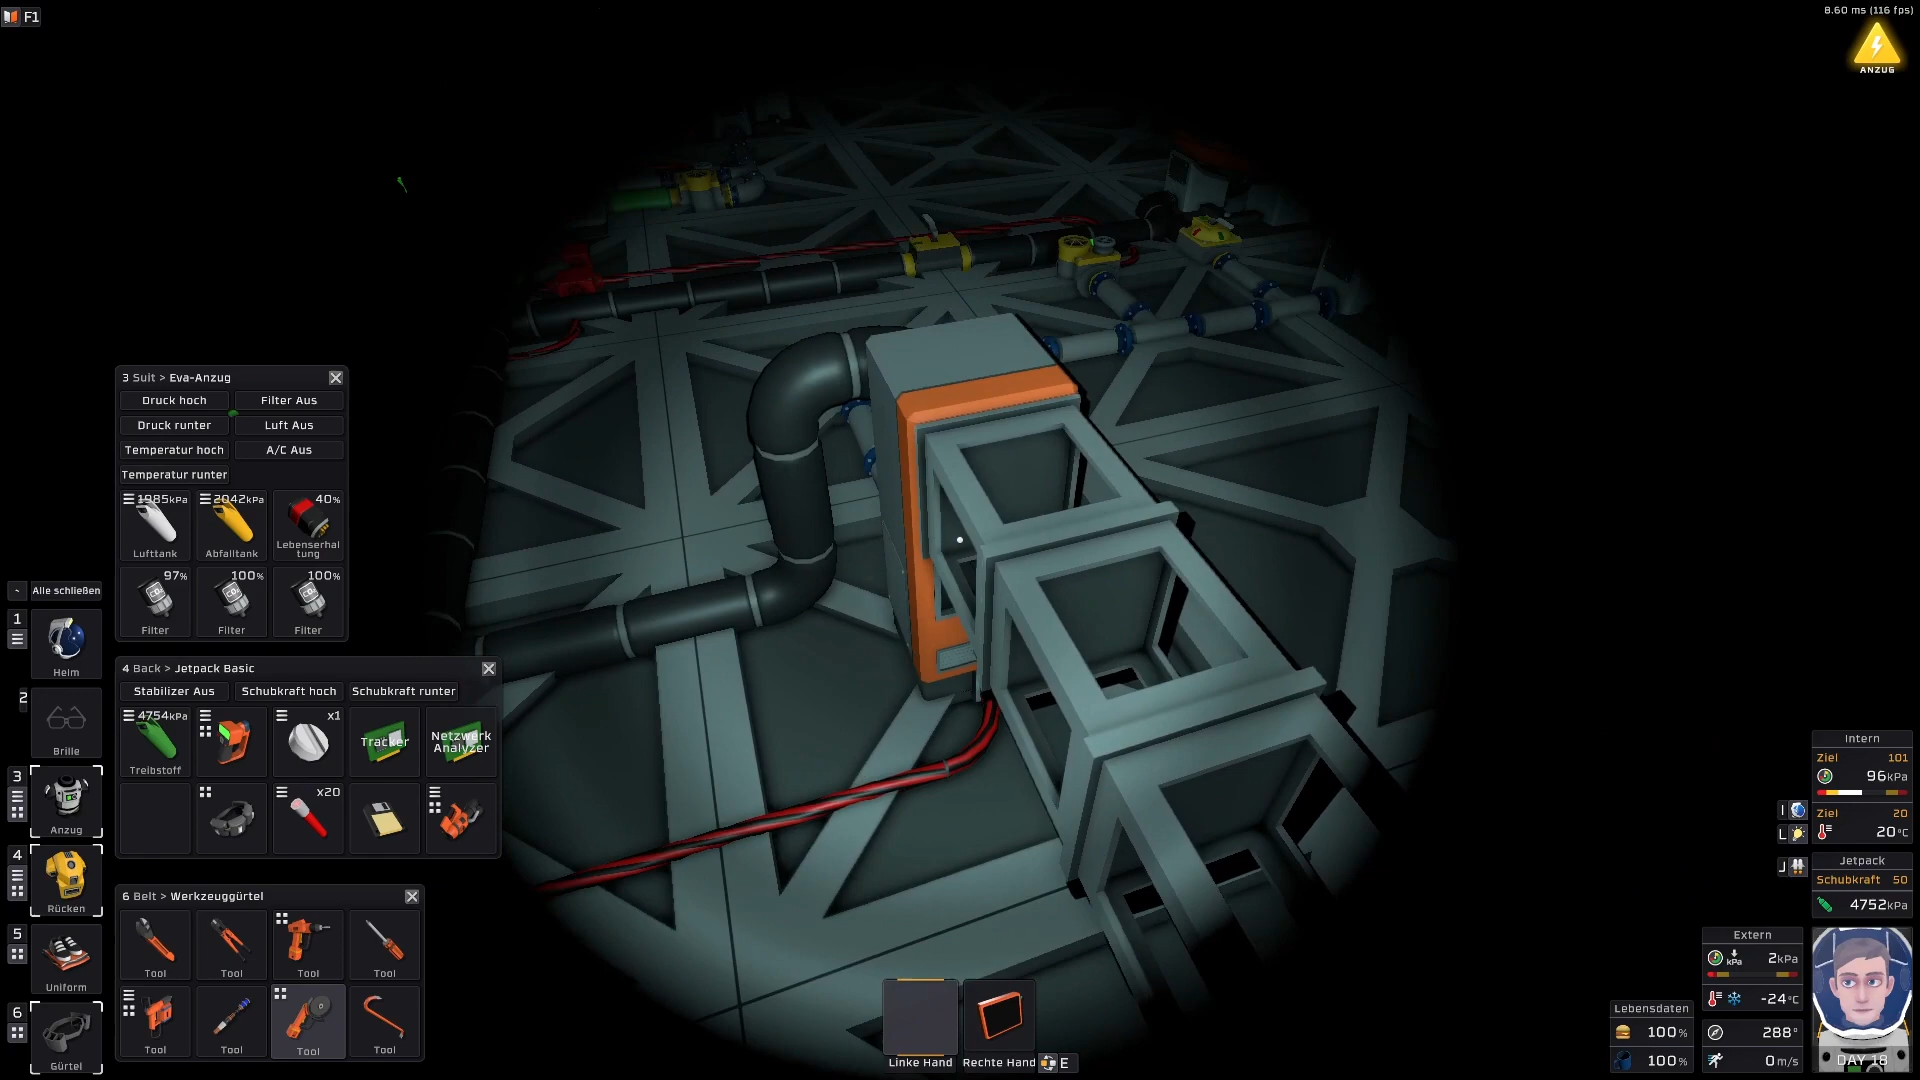 F1
8.60 ms (116 fps)
ANZUG
3 Suit > Eva-Anzug
Druck hoch
Filter Aus
Druck runter
Luft Aus
Temperatur hoch
A/C Aus
Temperatur runter
1985kPa
2042kPa
40%
Lufttank
Abfalltank
Lebenserhal
tung
97%
100%
100%
Filter
Filter
Filter
~
Alle schließen
1
Helm
2
Brille
3
Anzug
4
Rücken
5
Uniform
6
Gürtel
4 Back > Jetpack Basic
Stabilizer Aus
Schubkraft hoch
Schubkraft runter
4754kPa
x1
Tracker
Netzwerk
Analyzer
Treibstoff
x20
6 Belt > Werkzeuggürtel
Tool
Tool
Tool
Tool
Tool
Tool
Tool
Tool
Linke Hand
Rechte Hand
E
Intern
Ziel 101
96kPa
Ziel 20
20°C
I
L
J
Jetpack
Schubkraft 50
4752kPa
Extern
kPa
2kPa
-24°C
288°
0m/s
Lebensdaten
100%
100%
DAY 18